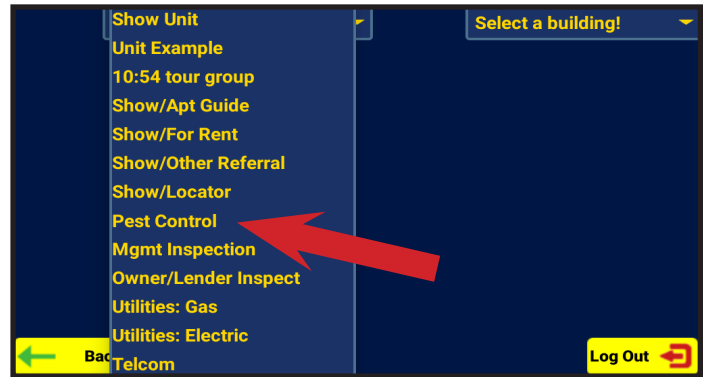 Show Unit
Select a building!
Unit Example
10:54 tour group
Show/Apt Guide
Show/For Rent
Show/Other Referral
Show/Locator
Pest Control
Mgmt Inspection
Owner/Lender Inspect
Utilities: Gas
Utilities: Electric
Bac
Log Out
Telcom